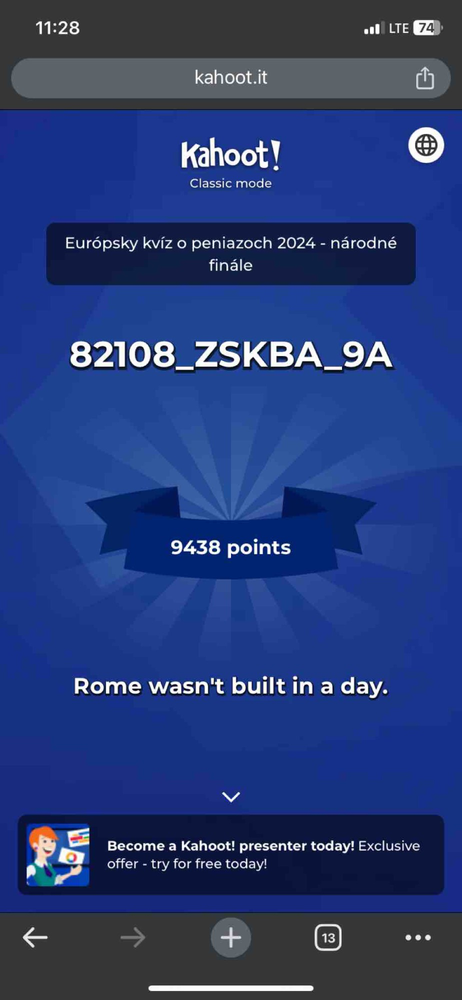 11:28
LTE 74
kahoot.it
Kahoot!
Classic mode
Európsky kvíz o peniazoch 2024 - národné
finále
82108_ZSKBA_9A
9438 points
Rome wasn't built in a day.
Become a Kahoot! presenter today! Exclusive
offer - try for free today!
13